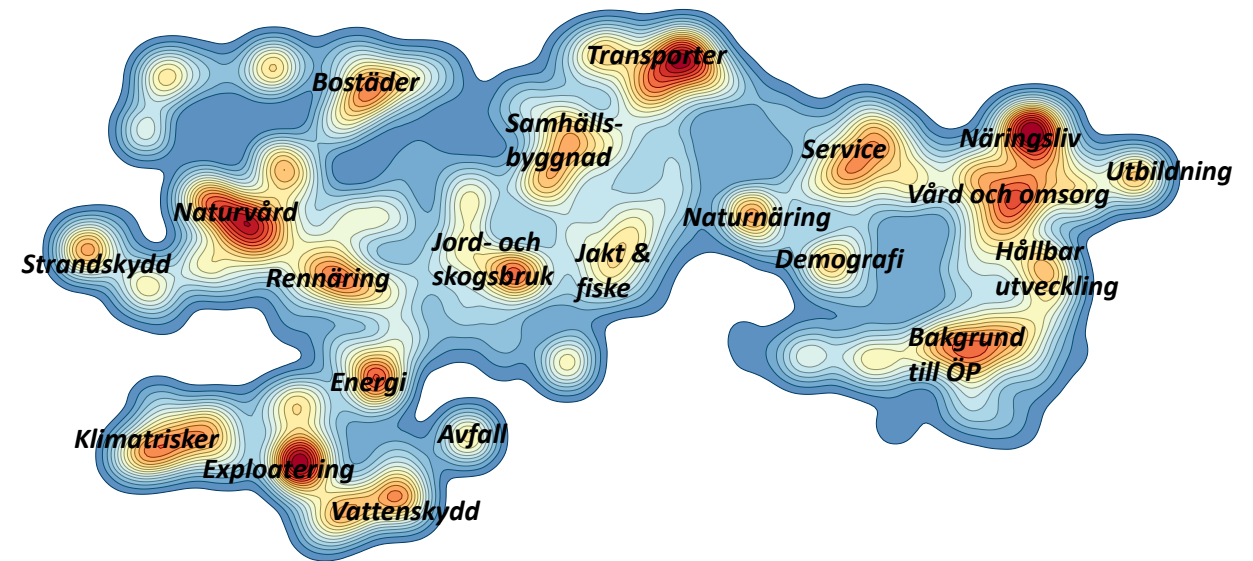 Transporter
Bostäder
Samhälls-
byggnad
Service
Näringsliv
Utbildning
Vård och omsorg
Naturvård
Naturnäring
Strandskydd
Rennäring
Jord- och
skogsbruk
Jakt &
fiske
Demografi
Hållbar
utveckling
Bakgrund
till ÖP
Energi
Klimatrisker
Avfall
Exploatering
Vattenskydd